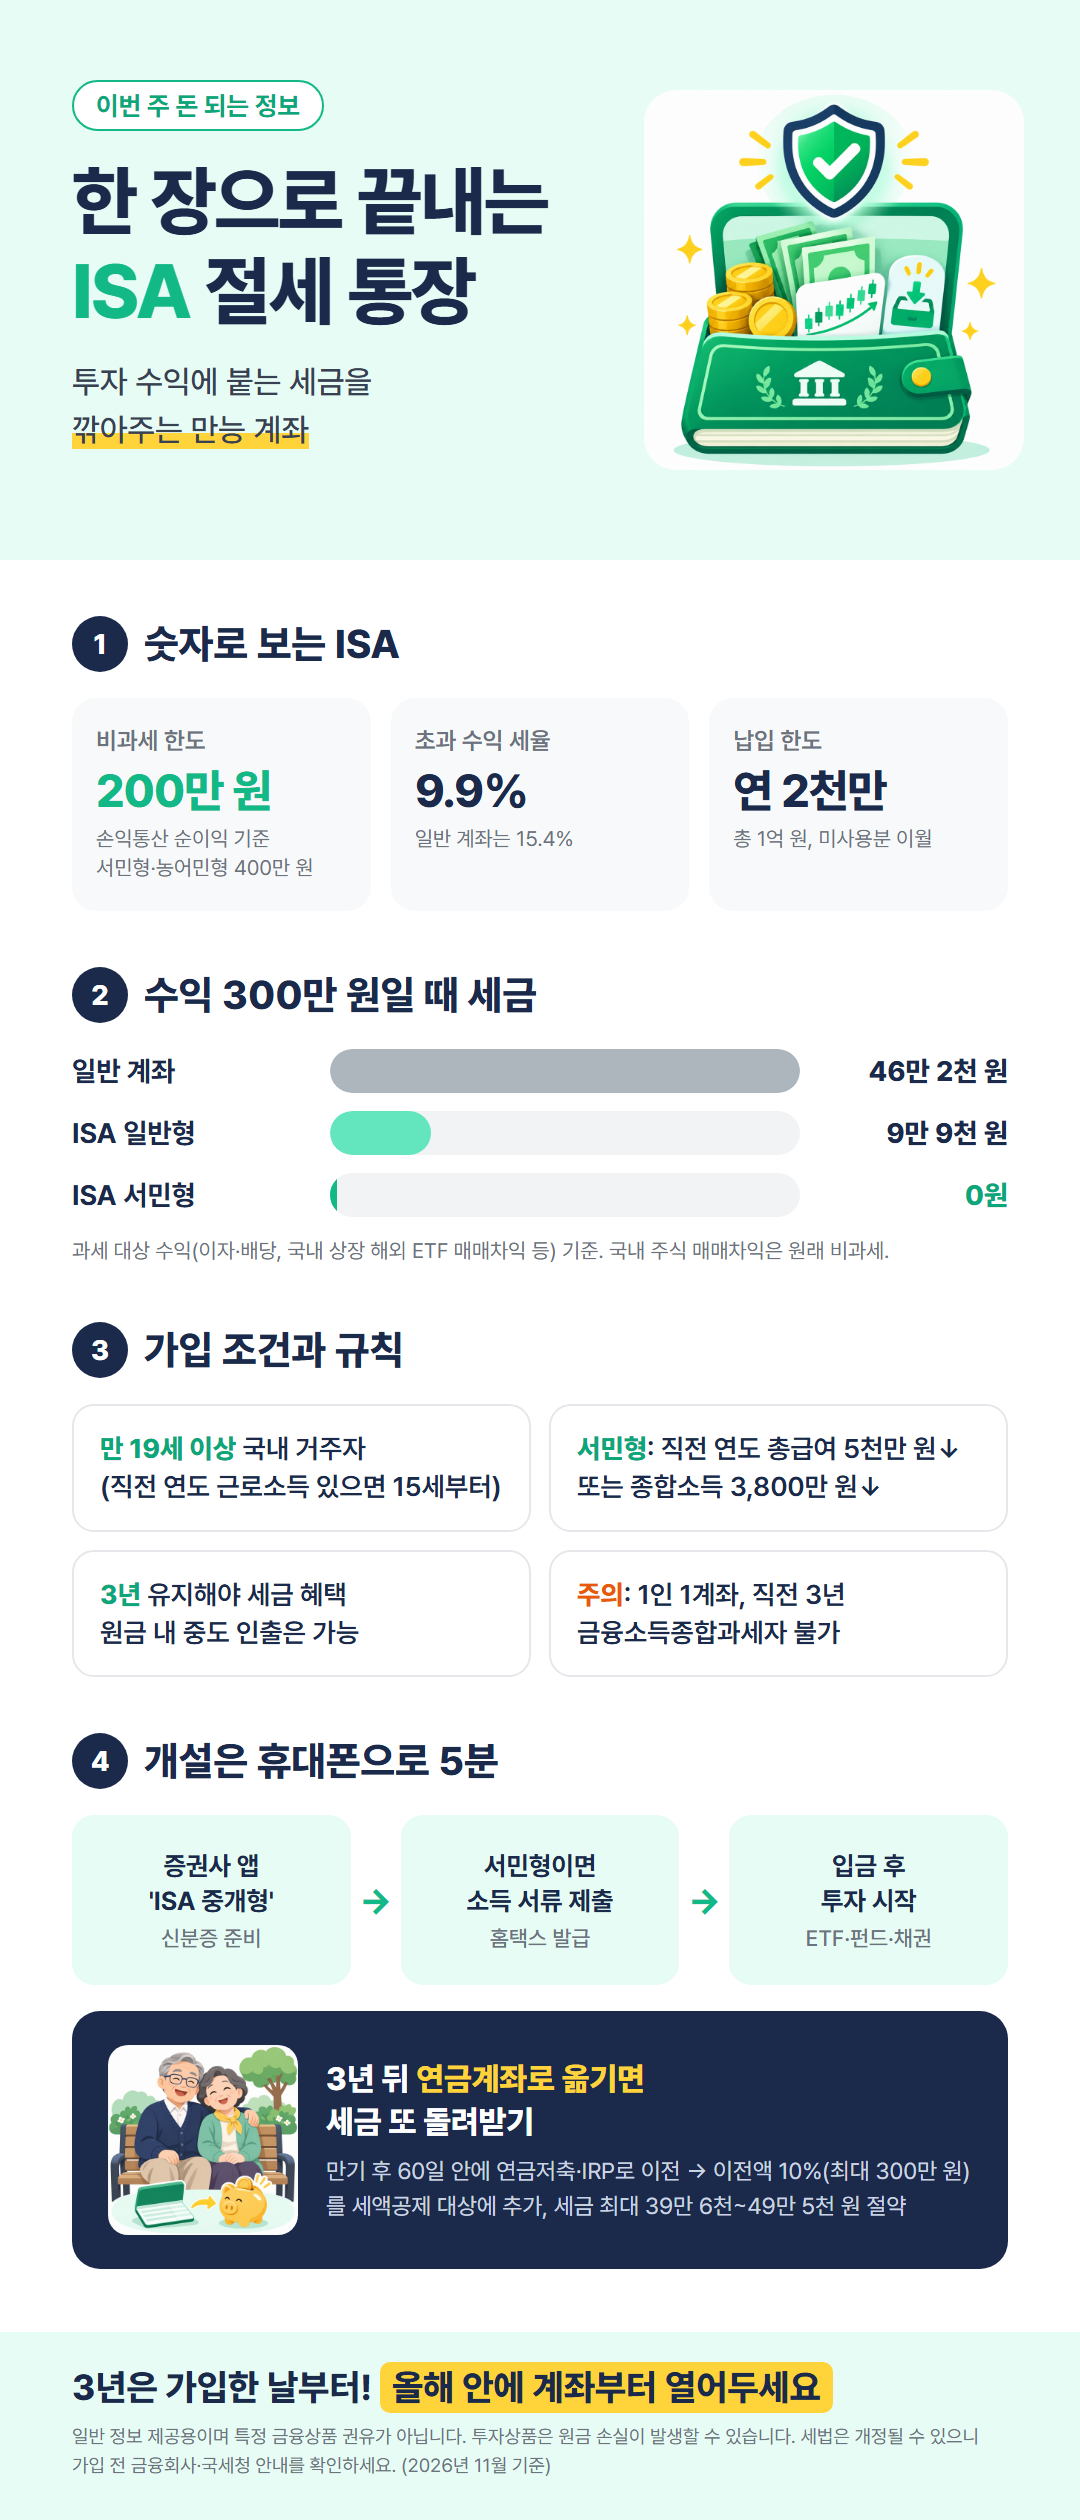 이번 주 돈 되는 정보
한 장으로 끝내는
ISA 절세 통장
투자 수익에 붙는 세금을
깎아주는 만능 계좌
1 숫자로 보는 ISA
비과세 한도
200만 원
손익통산 순이익 기준
서민형·농어민형 400만 원
초과 수익 세율
9.9%
일반 계좌는 15.4%
납입 한도
연 2천만
총 1억 원, 미사용분 이월
2 수익 300만 원일 때 세금
일반 계좌 46만 2천 원
ISA 일반형 9만 9천 원
ISA 서민형 0원
과세 대상 수익(이자·배당, 국내 상장 해외 ETF 매매차익 등) 기준. 국내 주식 매매차익은 원래 비과세.
3 가입 조건과 규칙
만 19세 이상 국내 거주자
(직전 연도 근로소득 있으면 15세부터)
서민형: 직전 연도 총급여 5천만 원↓
또는 종합소득 3,800만 원↓
3년 유지해야 세금 혜택
원금 내 중도 인출은 가능
주의: 1인 1계좌, 직전 3년
금융소득종합과세자 불가
4 개설은 휴대폰으로 5분
증권사 앱
'ISA 중개형'
신분증 준비
→
서민형이면
소득 서류 제출
홈택스 발급
→
입금 후
투자 시작
ETF·펀드·채권
3년 뒤 연금계좌로 옮기면
세금 또 돌려받기
만기 후 60일 안에 연금저축·IRP로 이전 → 이전액 10%(최대 300만 원)
를 세액공제 대상에 추가, 세금 최대 39만 6천~49만 5천 원 절약
3년은 가입한 날부터! 올해 안에 계좌부터 열어두세요
일반 정보 제공용이며 특정 금융상품 권유가 아닙니다. 투자상품은 원금 손실이 발생할 수 있습니다. 세법은 개정될 수 있으니
가입 전 금융회사·국세청 안내를 확인하세요. (2026년 11월 기준)